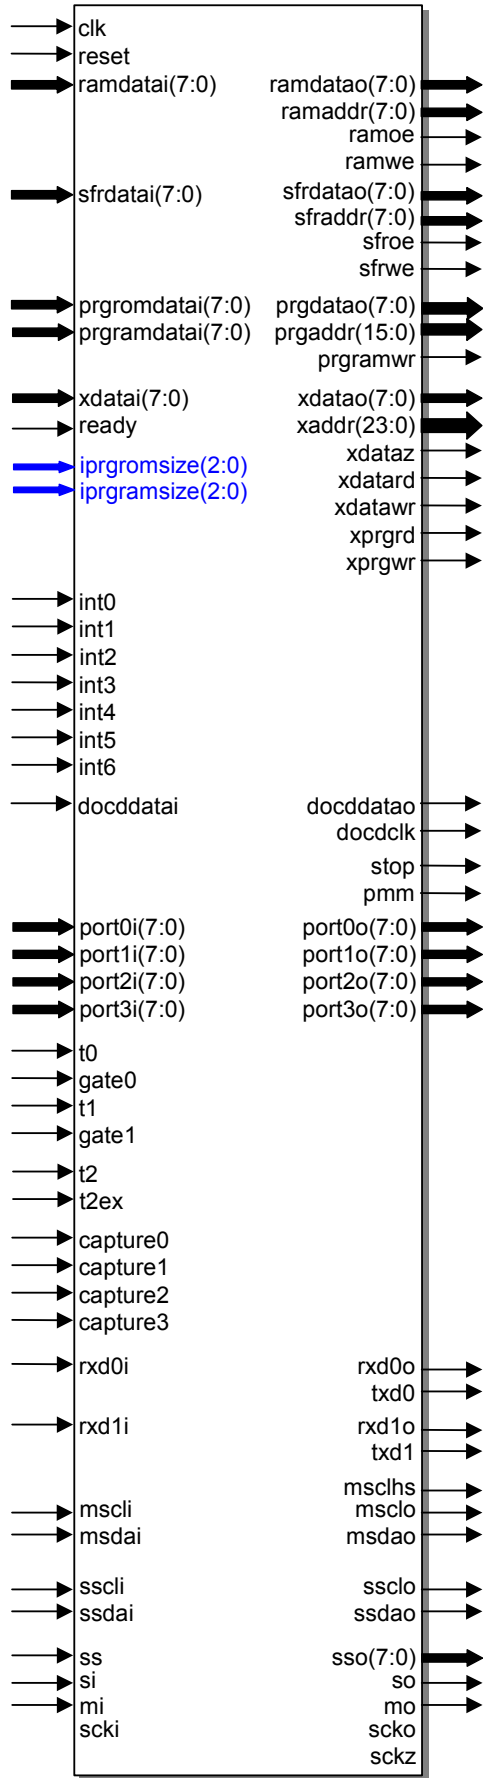 clk
reset
ramdatai(7:0) ramdatao(7:0)
ramaddr(7:0)
ramoe
ramwe
sfrdatai(7:0) sfrdatao(7:0)
sfraddr(7:0)
sfroe
sfrwe
prgromdatai(7:0) prgdatao(7:0)
prgramdatai(7:0) prgaddr(15:0)
prgramwr
xdatai(7:0) xdatao(7:0)
ready xaddr(23:0)
xdataz
iprgromsize(2:0)
xdatard
iprgramsize(2:0)
xdatawr
xprgrd
xprgwr
int0
int1
int2
int3
int4
int5
int6
docddatai docddatao
docdclk
stop
pmm
port0i(7:0) port0o(7:0)
port1i(7:0) port1o(7:0)
port2i(7:0) port2o(7:0)
port3i(7:0) port3o(7:0)
t0
gate0
t1
gate1
t2
t2ex
capture0
capture1
capture2
capture3
rxd0i rxd0o
txd0
rxd1i rxd1o
txd1
msclhs
mscli msclo
msdai msdao
sscli ssclo
ssdai ssdao
ss sso(7:0)
si so
mi mo
scki scko
sckz